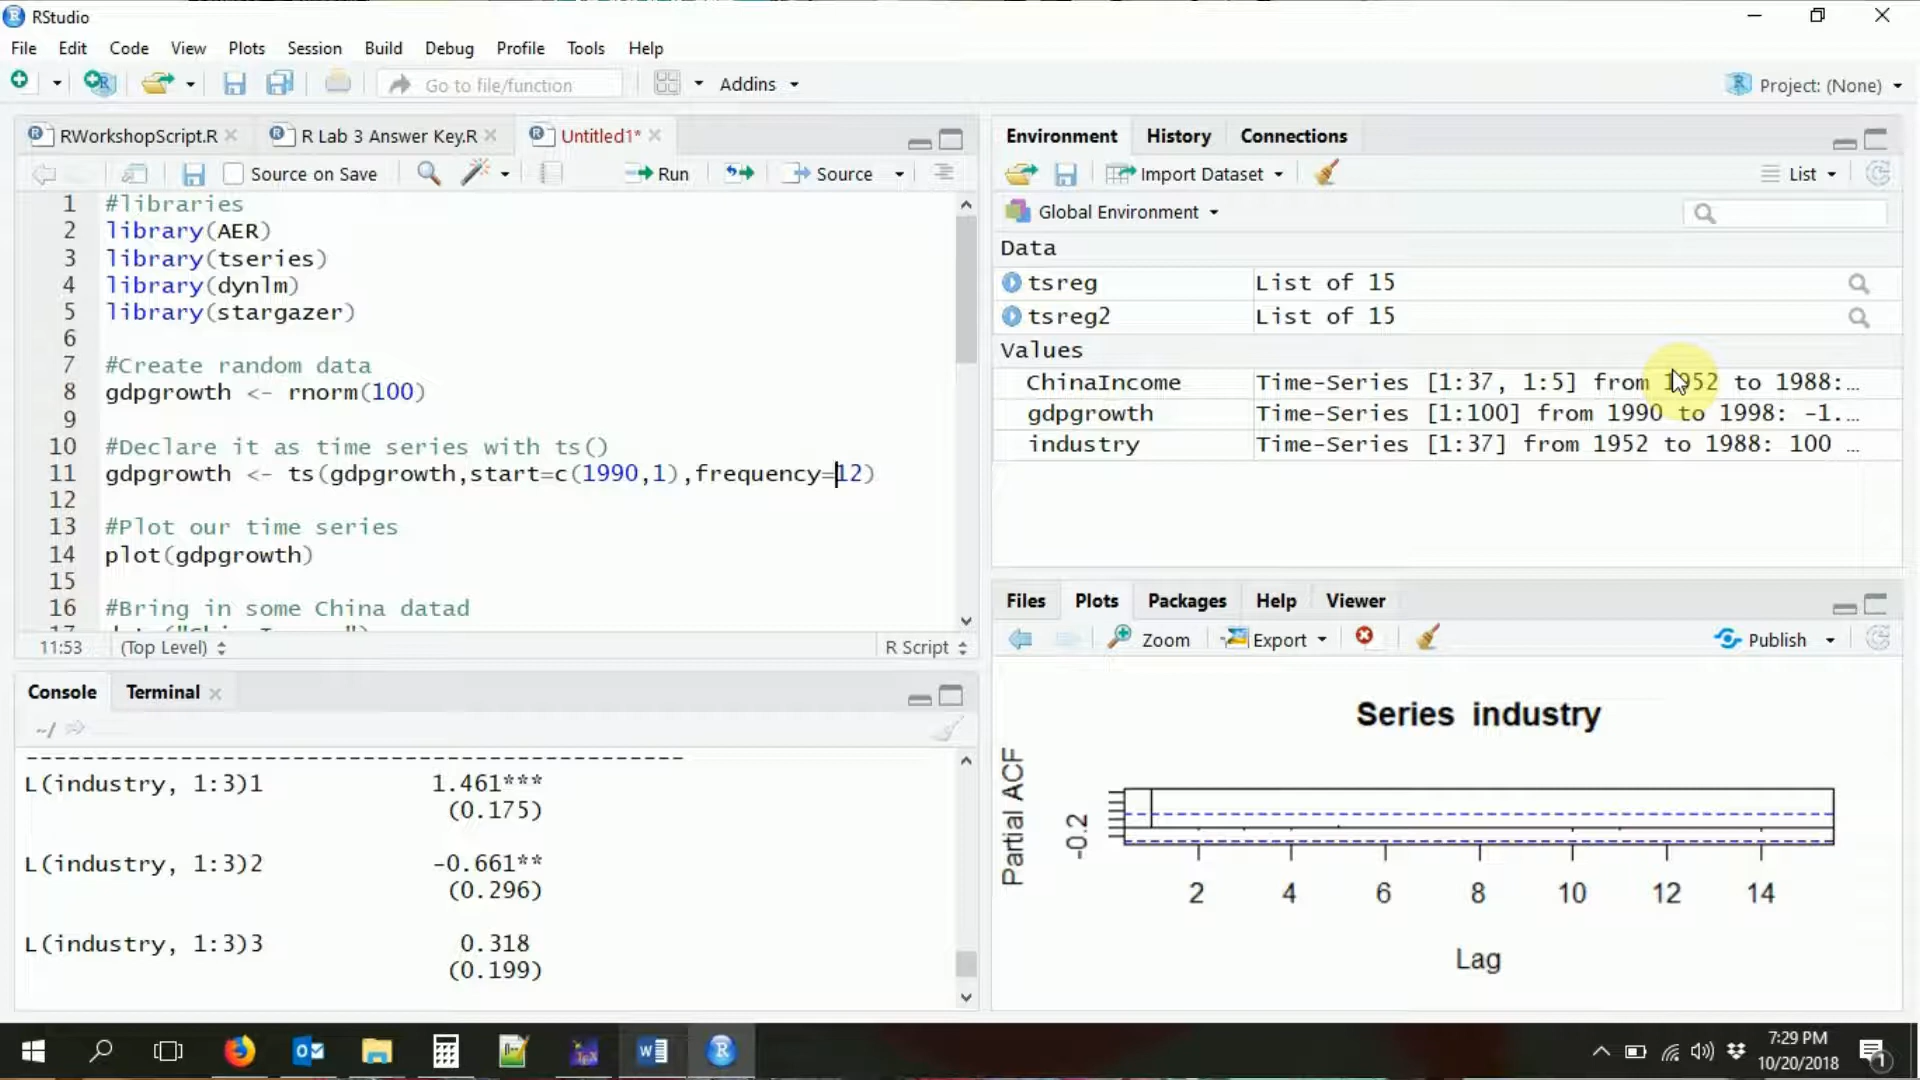 RStudio
File Edit Code View Plots Session Build Debug Profile Tools Help
Go to file/function Addins Project: (None)
RWorkshopScript.R R Lab 3 Answer Key.R Untitled1*
Source on Save Run Source
1 #libraries
2 library(AER)
3 library(tseries)
4 library(dynlm)
5 library(stargazer)
6
7 #Create random data
8 gdpgrowth <- rnorm(100)
9
10 #Declare it as time series with ts()
11 gdpgrowth <- ts(gdpgrowth,start=c(1990,1),frequency=12)
12
13 #Plot our time series
14 plot(gdpgrowth)
15
16 #Bring in some China datad
11:53 (Top Level) R Script
Console Terminal
~/
--------------------------------------------------
L(industry, 1:3)1 1.461***
(0.175)
L(industry, 1:3)2 -0.661**
(0.296)
L(industry, 1:3)3 0.318
(0.199)
Environment History Connections
Import Dataset List
Global Environment
Data
tsreg List of 15
tsreg2 List of 15
Values
ChinaIncome Time-Series [1:37, 1:5] from 1952 to 1988:…
gdpgrowth Time-Series [1:100] from 1990 to 1998: -1.…
industry Time-Series [1:37] from 1952 to 1988: 100 …
Files Plots Packages Help Viewer
Zoom Export Publish
Series industry
Partial ACF
-0.2
2 4 6 8 10 12 14
Lag
7:29 PM
10/20/2018
1